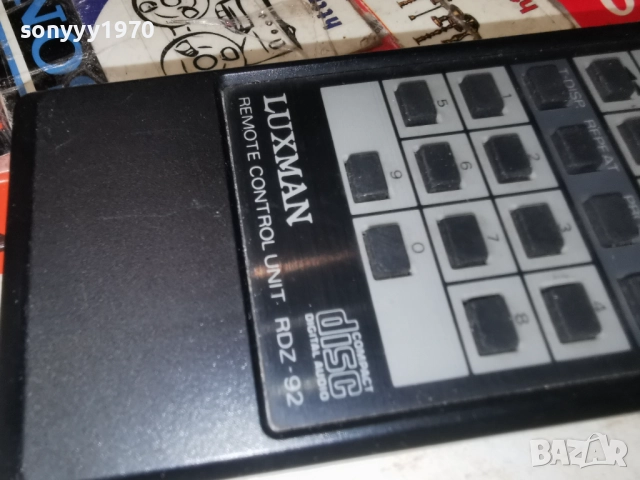 sonyyy1970
LUXMAN
REMOTE CONTROL UNIT RDZ-92
COMPACT
disc
DIGITAL AUDIO
T-DISP
REPEAT
1
2
3
4
5
6
7
8
9
0
BAZAR